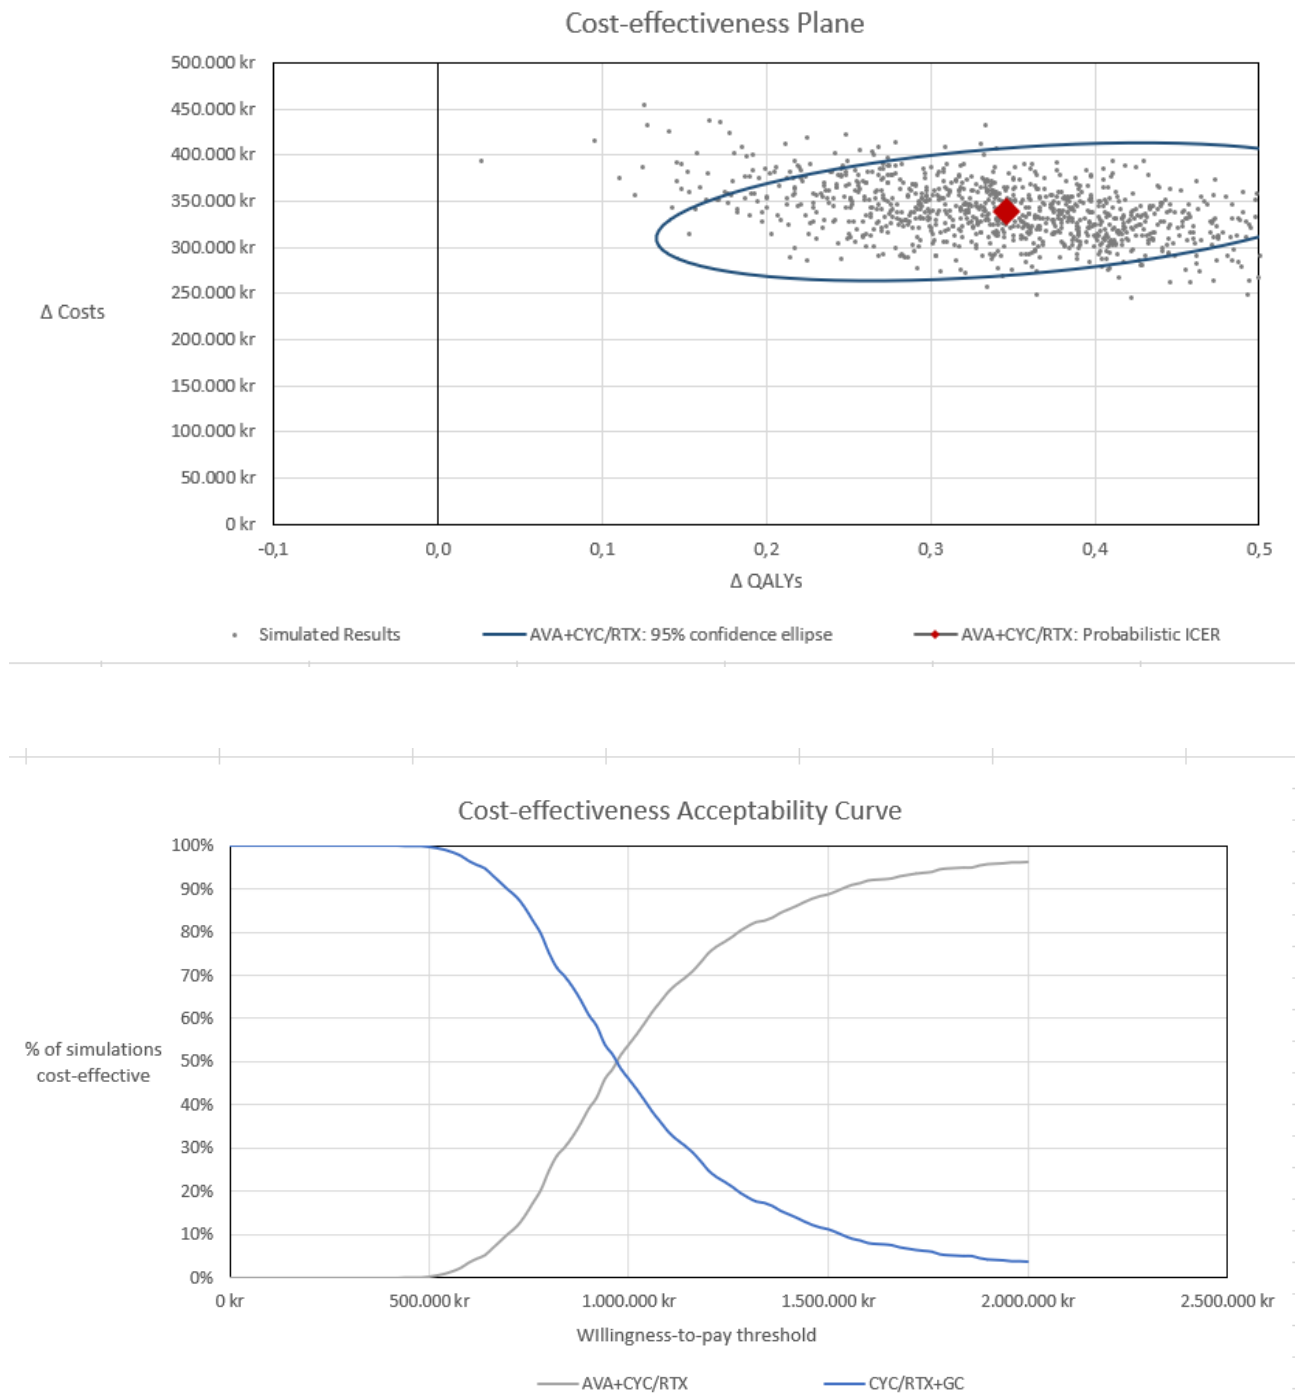 Cost-effectiveness Plane
500.000 kr
450.000 kr
400.000 kr
350.000 kr
300.000 kr
250.000 kr
200.000 kr
150.000 kr
100.000 kr
50.000 kr
0 kr
Δ Costs
-0,1 0,0 0,1 0,2 0,3 0,4 0,5
Δ QALYs
Simulated Results AVA+CYC/RTX: 95% confidence ellipse AVA+CYC/RTX: Probabilistic ICER
Cost-effectiveness Acceptability Curve
100%
90%
80%
70%
60%
50%
40%
30%
20%
10%
0%
% of simulations
cost-effective
0 kr 500.000 kr 1.000.000 kr 1.500.000 kr 2.000.000 kr 2.500.000 kr
WIllingness-to-pay threshold
AVA+CYC/RTX CYC/RTX+GC